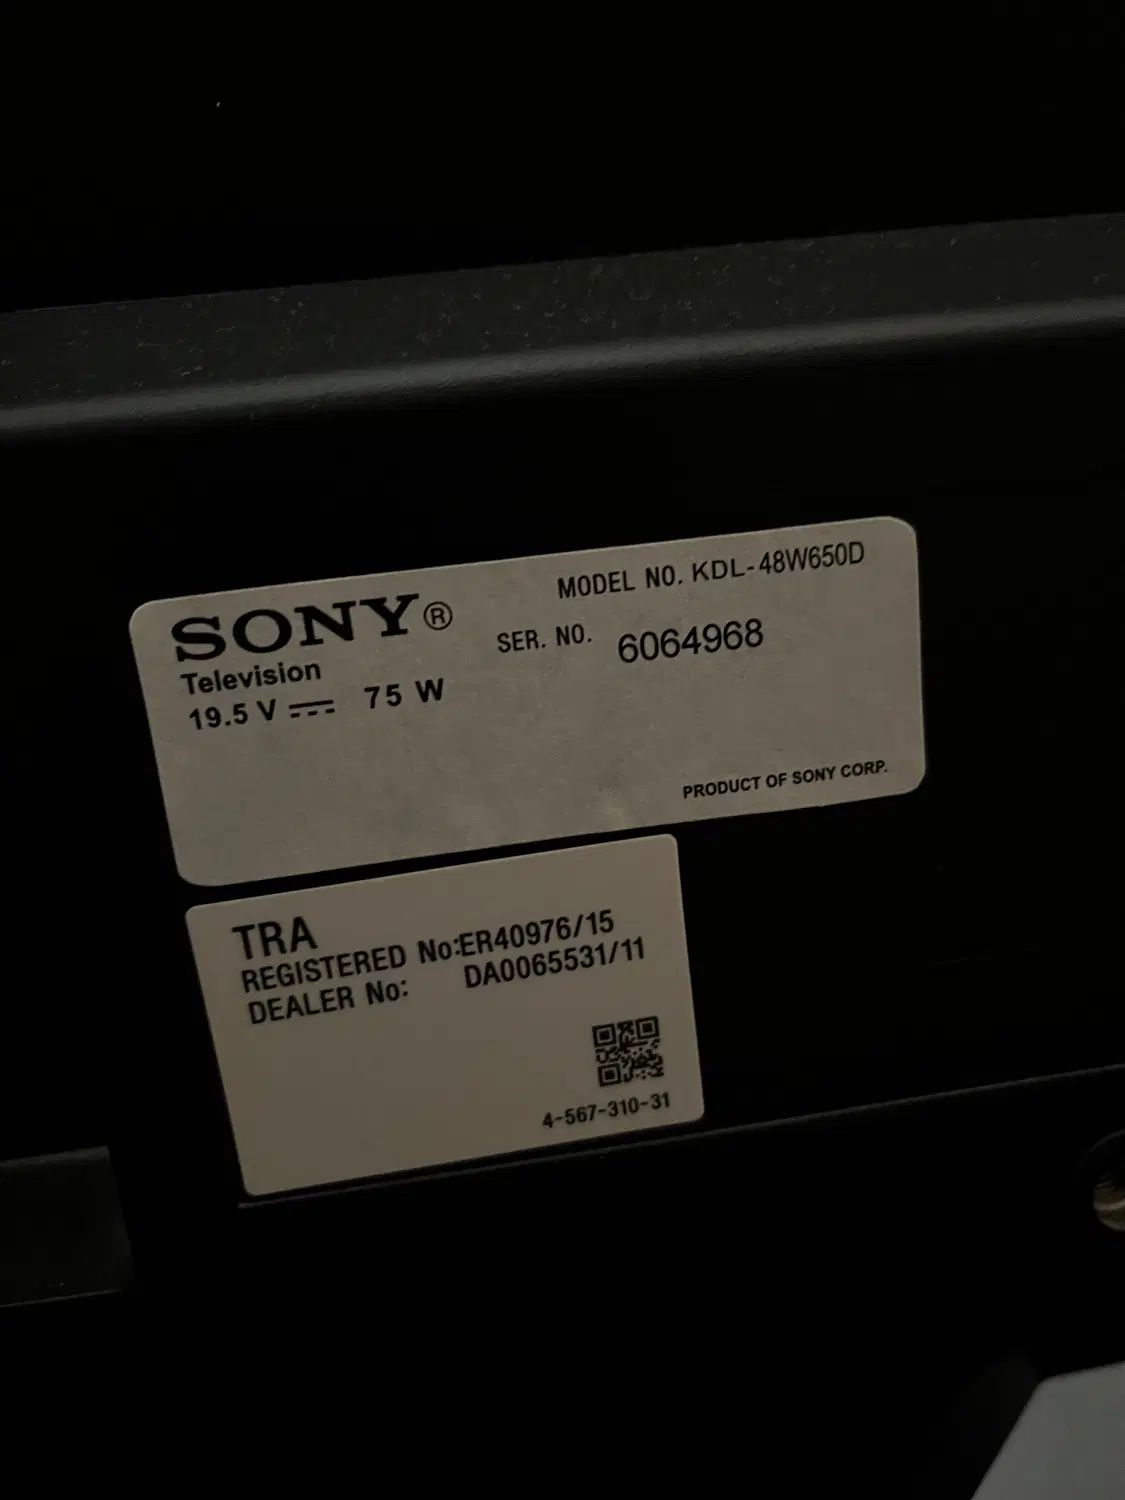 SONY®
MODEL NO. KDL-48W650D
Television
SER. NO. 6064968
19.5 V ⎓ 75 W
PRODUCT OF SONY CORP.
TRA
REGISTERED No:ER40976/15
DEALER No: DA0065531/11
4-567-310-31